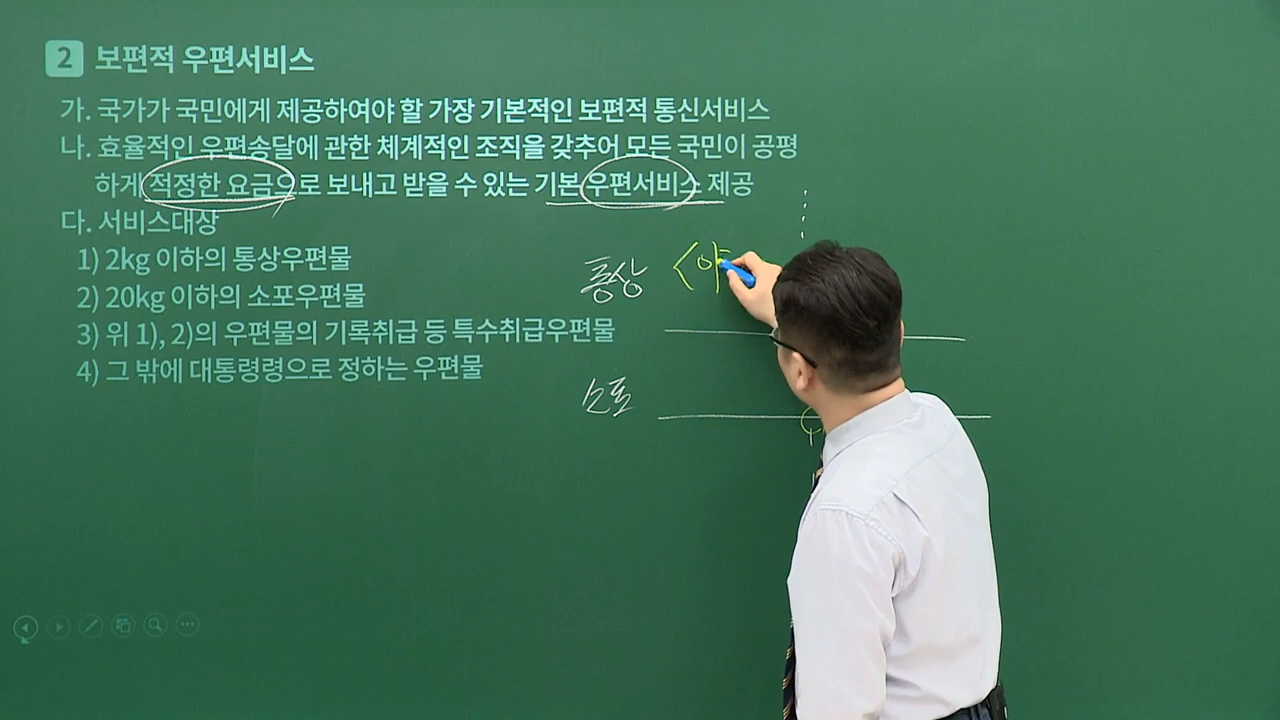 2 보편적 우편서비스
가. 국가가 국민에게 제공하여야 할 가장 기본적인 보편적 통신서비스
나. 효율적인 우편송달에 관한 체계적인 조직을 갖추어 모든 국민이 공평
하게 적정한 요금으로 보내고 받을 수 있는 기본 우편서비스 제공
다. 서비스대상
1) 2kg 이하의 통상우편물
2) 20kg 이하의 소포우편물
3) 위 1), 2)의 우편물의 기록취급 등 특수취급우편물
4) 그 밖에 대통령령으로 정하는 우편물
통상
소포